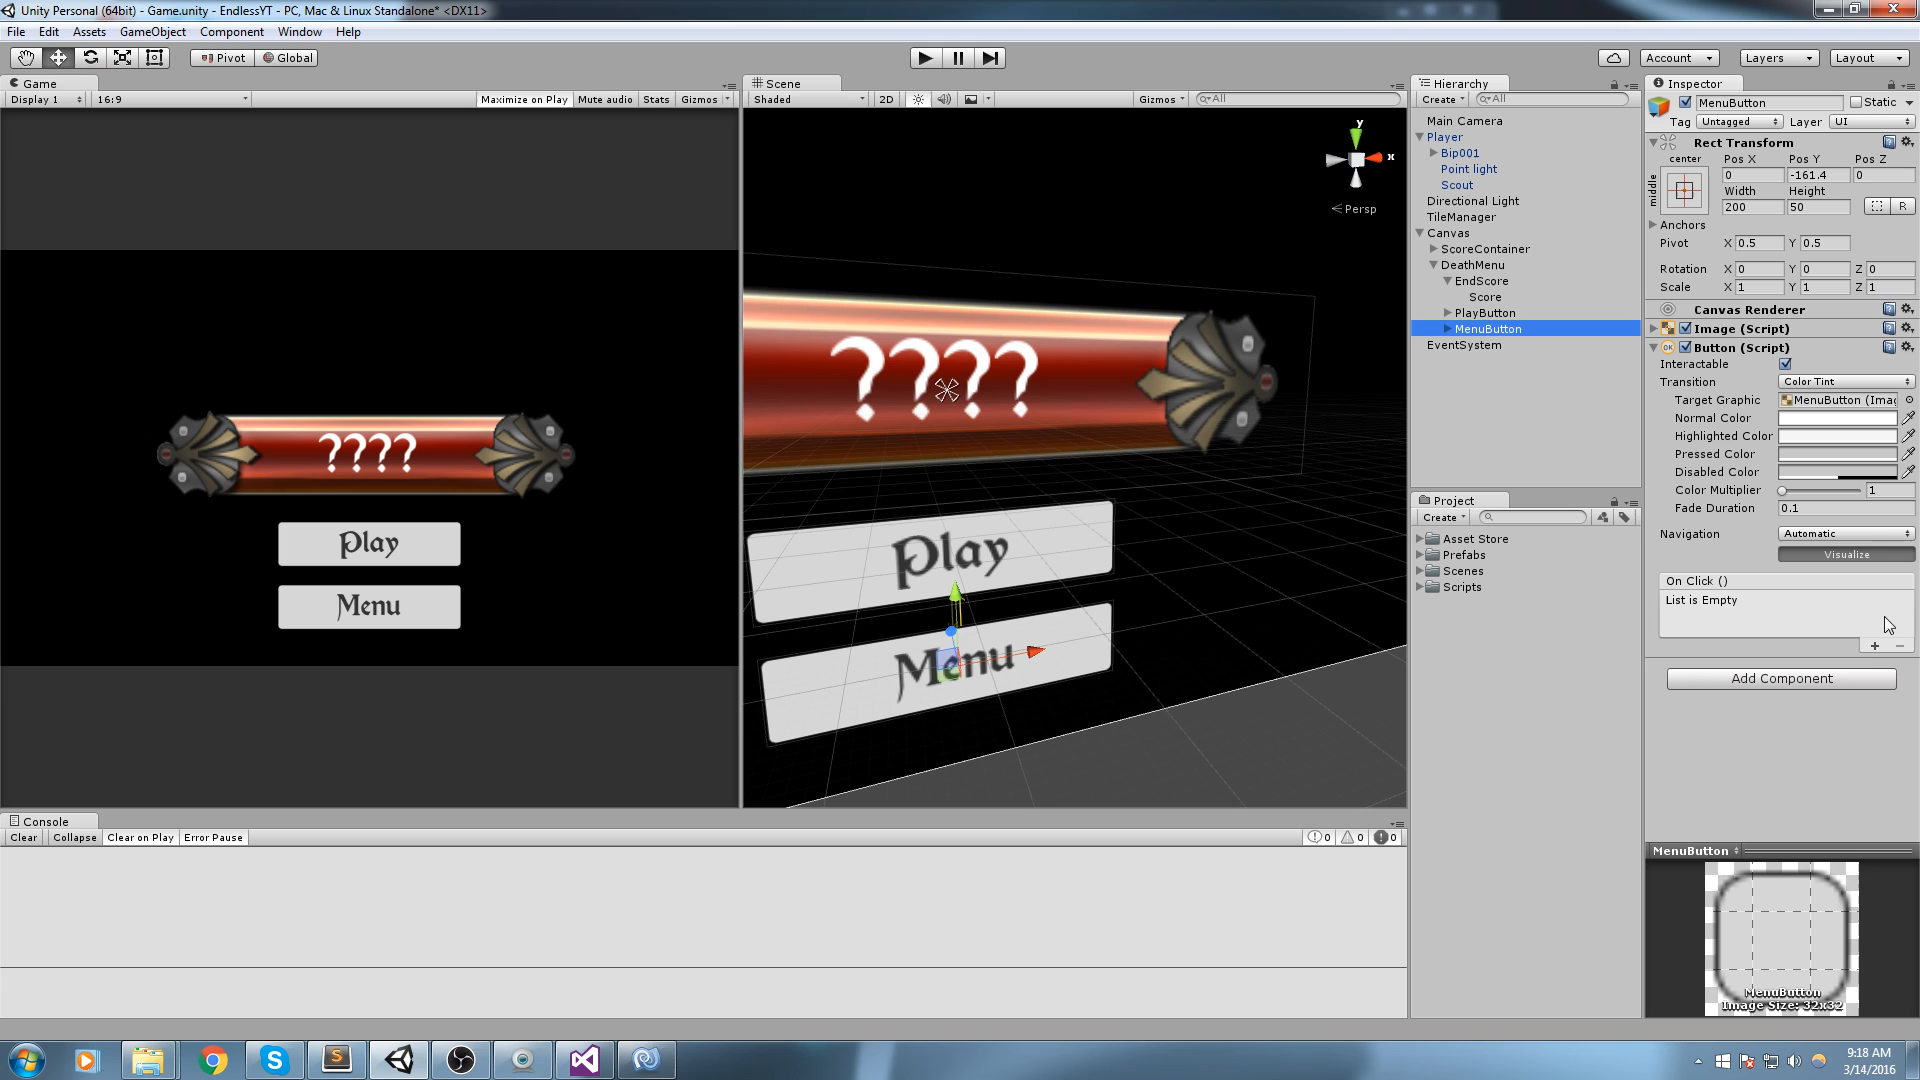 Unity Personal (64bit) - Game.unity - EndlessYT - PC, Mac & Linux Standalone* <DX11>
File Edit Assets GameObject Component Window Help
Pivot Global Account Layers Layout
Game
Display 1 16:9 Maximize on Play Mute audio Stats Gizmos
????
Play
Menu
Scene
Shaded 2D Gizmos All
y
x
Persp
????
Play
Menu
Hierarchy
Create All
Main Camera
Player
Bip001
Point light
Scout
Directional Light
TileManager
Canvas
ScoreContainer
DeathMenu
EndScore
Score
PlayButton
MenuButton
EventSystem
Project
Create
Asset Store
Prefabs
Scenes
Scripts
Inspector
MenuButton Static
Tag Untagged Layer UI
Rect Transform
center Pos X Pos Y Pos Z
middle 0 -161.4 0
Width Height
200 50 R
Anchors
Pivot X 0.5 Y 0.5
Rotation X 0 Y 0 Z 0
Scale X 1 Y 1 Z 1
Canvas Renderer
Image (Script)
OK Button (Script)
Interactable
Transition Color Tint
Target Graphic MenuButton (Imag
Normal Color
Highlighted Color
Pressed Color
Disabled Color
Color Multiplier 1
Fade Duration 0.1
Navigation Automatic
Visualize
On Click ()
List is Empty
+ -
Add Component
MenuButton
MenuButton
Image Size: 32x32
Console
Clear Collapse Clear on Play Error Pause 0 0 0
9:18 AM
3/14/2016